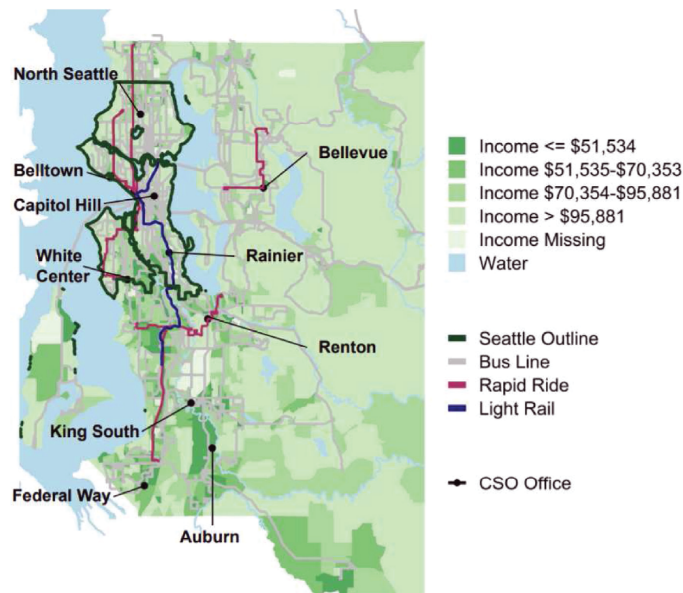 North Seattle
Belltown
Capitol Hill
White
Center
Bellevue
Rainier
Renton
King South
Federal Way
Auburn
Income <= $51,534
Income $51,535-$70,353
Income $70,354-$95,881
Income > $95,881
Income Missing
Water
Seattle Outline
Bus Line
Rapid Ride
Light Rail
CSO Office